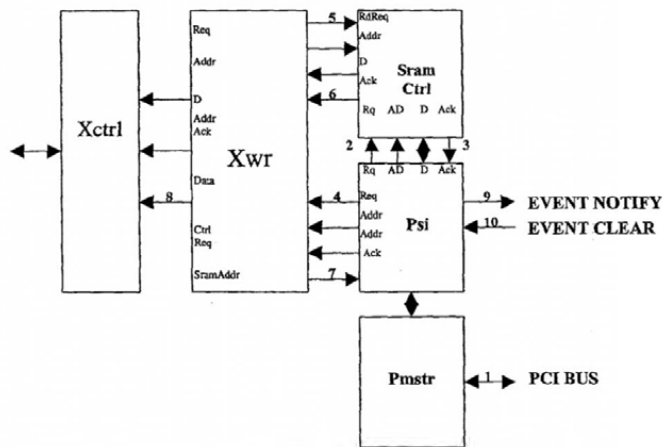 Xctrl
Req
Addr
D
Addr
Ack
Xwr
Data
Ctrl
Req
SramAddr
8
5
6
4
7
RdReq
Addr
D
Ack
Sram
Ctrl
Rq AD D Ack
2 3
Rq AD D Ack
Req
Addr
Addr
Ack
Psi
9 EVENT NOTIFY
10 EVENT CLEAR
Pmstr
1 PCI BUS